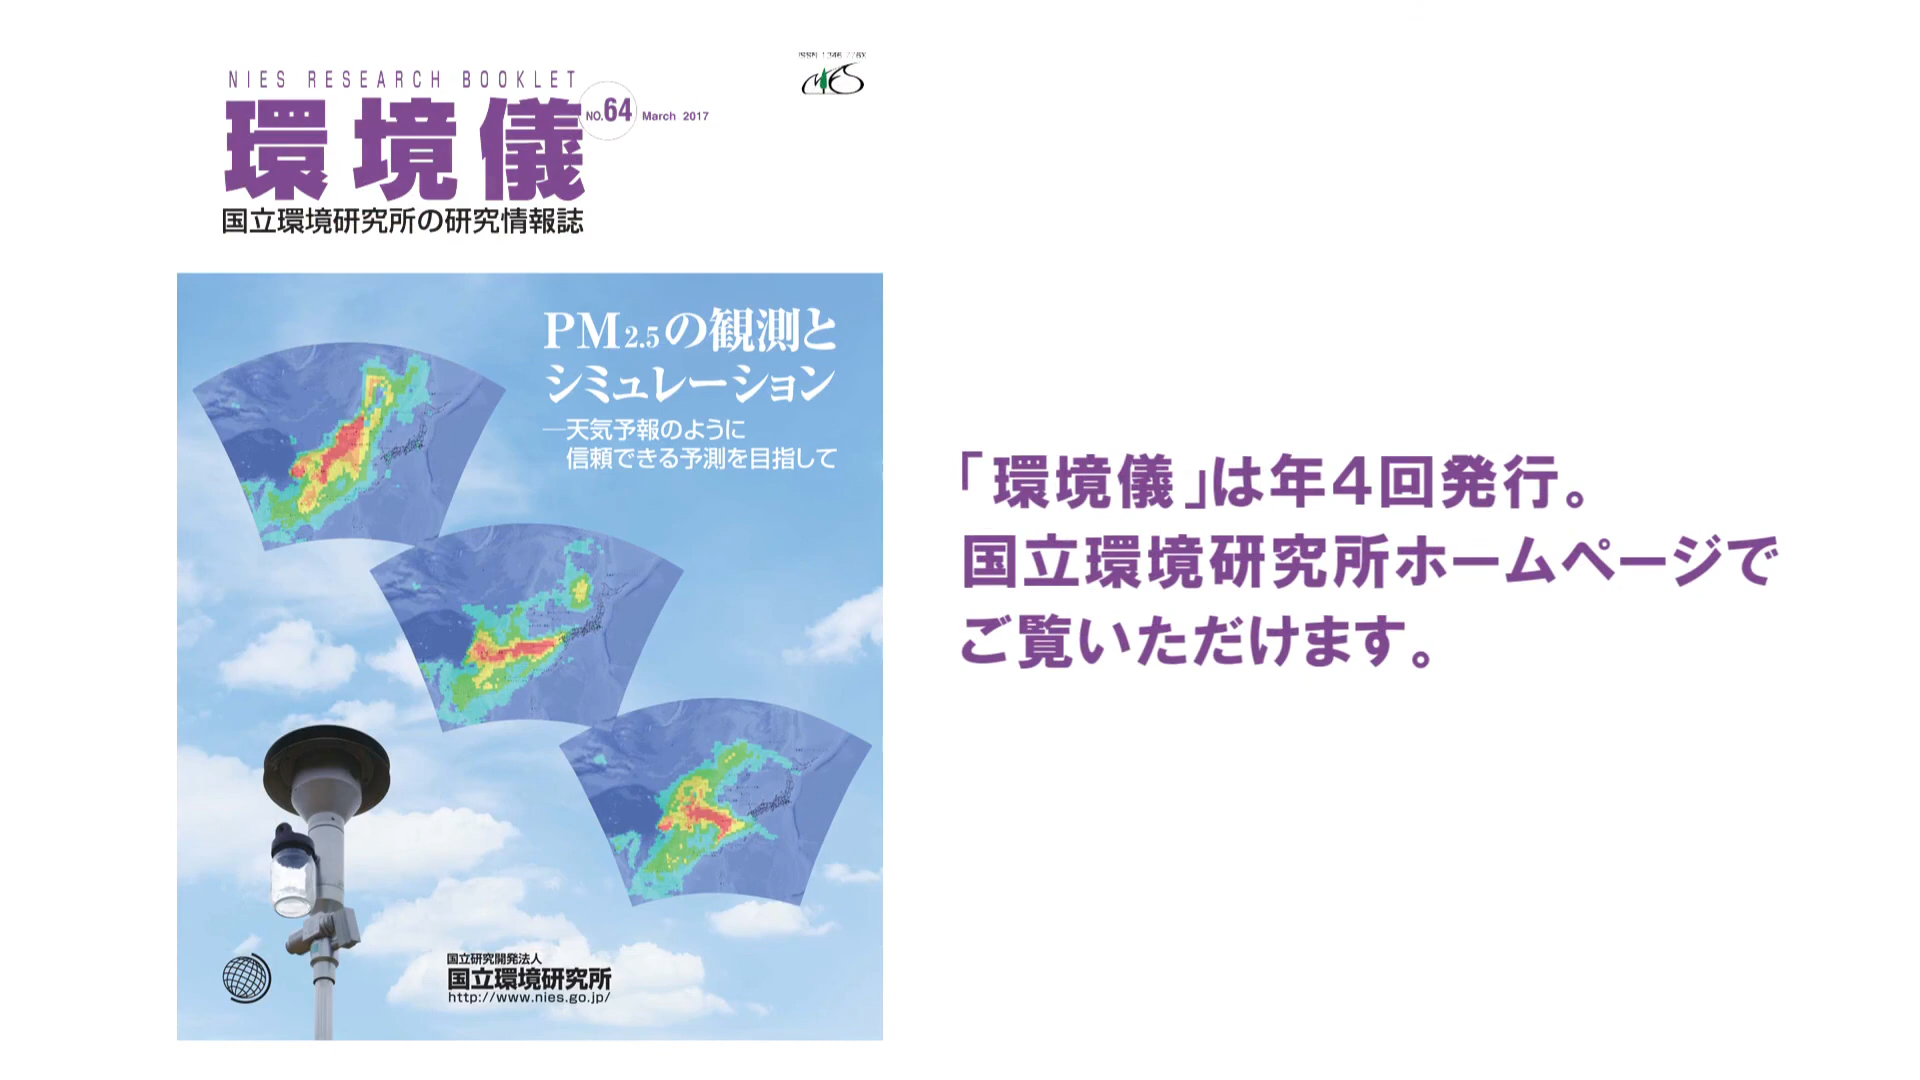 ISSN 1346-776X
NIES
NIES RESEARCH BOOKLET
環境儀
NO.64 March 2017
国立環境研究所の研究情報誌
PM2.5の観測と
シミュレーション
—天気予報のように
信頼できる予測を目指して
国立研究開発法人
国立環境研究所
http://www.nies.go.jp/
「環境儀」は年4回発行。
国立環境研究所ホームページで
ご覧いただけます。